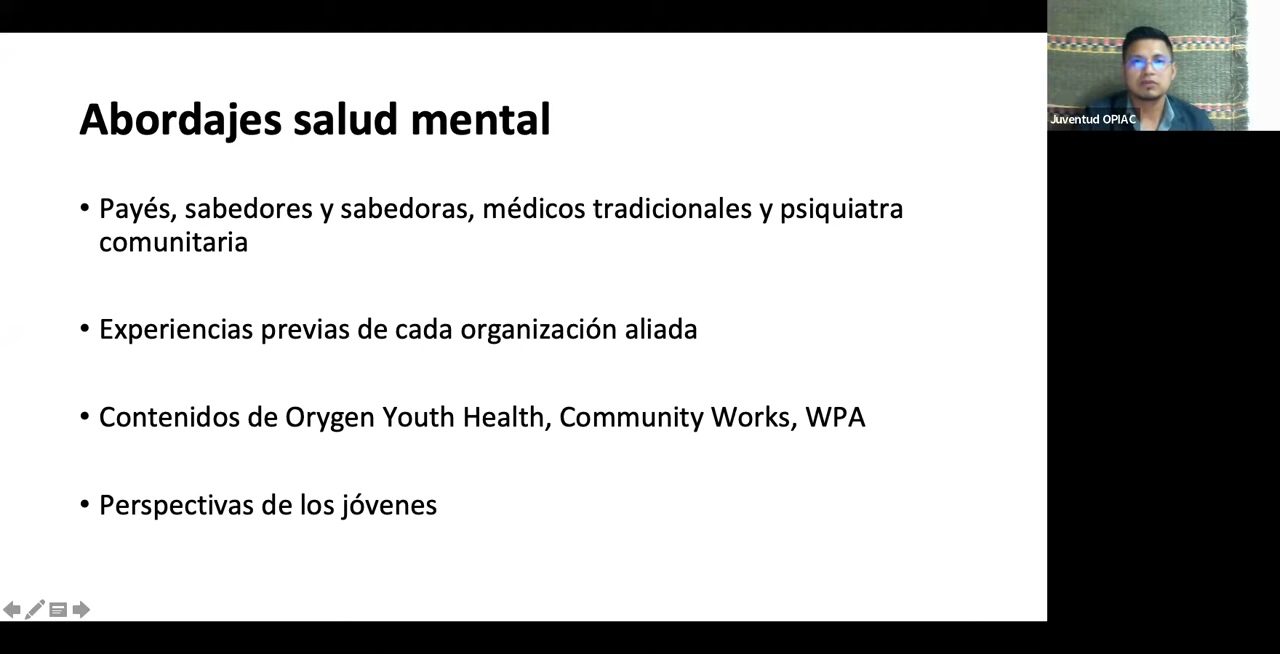 Abordajes salud mental
• Payés, sabedores y sabedoras, médicos tradicionales y psiquiatra
comunitaria
• Experiencias previas de cada organización aliada
• Contenidos de Orygen Youth Health, Community Works, WPA
• Perspectivas de los jóvenes
Juventud OPIAC